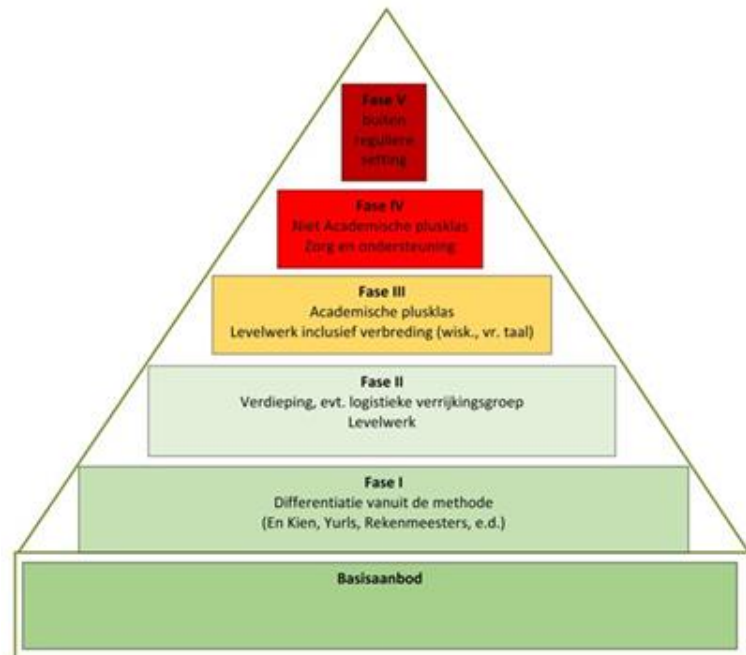 Fase V
buiten
reguliere
setting
Fase IV
Niet Academische plusklas
Zorg en ondersteuning
Fase III
Academische plusklas
Levelwerk inclusief verbreding (wisk., vr. taal)
Fase II
Verdieping, evt. logistieke verrijkingsgroep
Levelwerk
Fase I
Differentiatie vanuit de methode
(En Kien, Yurls, Rekenmeesters, e.d.)
Basisaanbod